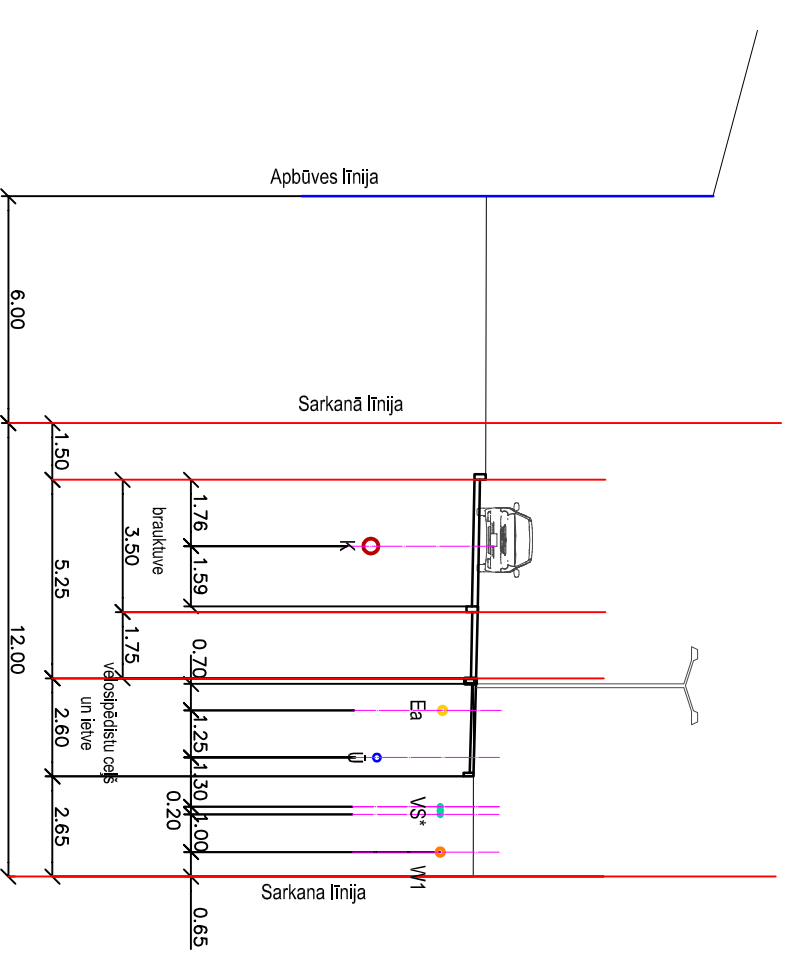 Apbūves līnija
6.00
Sarkanā līnija
1.50
1.76
brauktuve
3.50
K
1.59
5.25
12.00
1.75
0.70
velosipēdistu ceļš
un ietve
2.60
Ea
1.25
U1
1.30
VS*
0.20
1.00
2.65
W1
Sarkana līnija
0.65